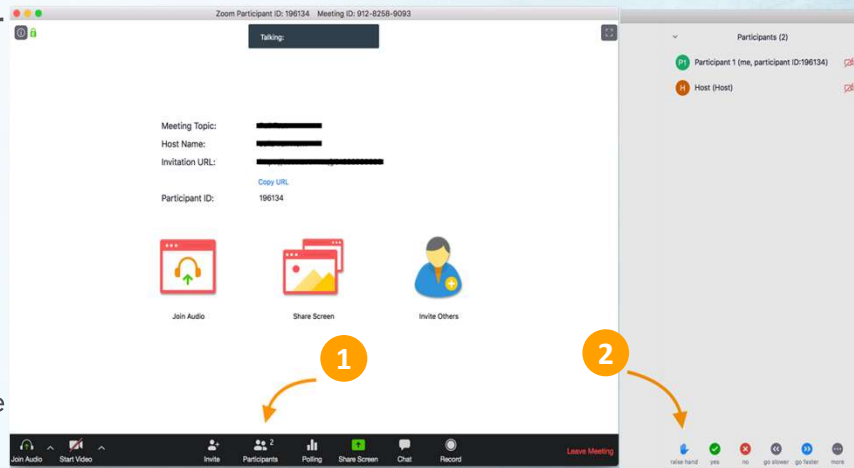 Zoom Participant ID: 196134 Meeting ID: 912-8258-9093
Talking:
Meeting Topic:
Host Name:
Invitation URL:
Copy URL
Participant ID: 196134
Join Audio
Share Screen
Invite Others
1
e
Join Audio
Start Video
Invite
Participants
2
Polling
Share Screen
Chat
Record
Leave Meeting
Participants (2)
P1 Participant 1 (me, participant ID:196134)
H Host (Host)
2
raise hand
yes
no
go slower
go faster
more